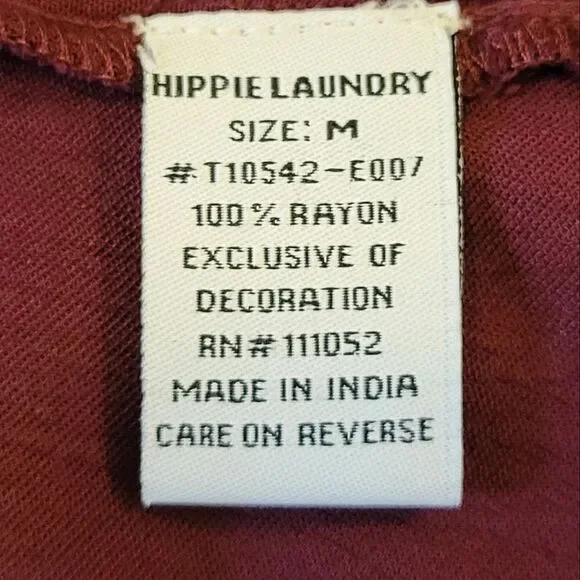 HIPPIE LAUNDRY
SIZE: M
# T10542-E007
100% RAYON
EXCLUSIVE OF
DECORATION
RN# 111052
MADE IN INDIA
CARE ON REVERSE